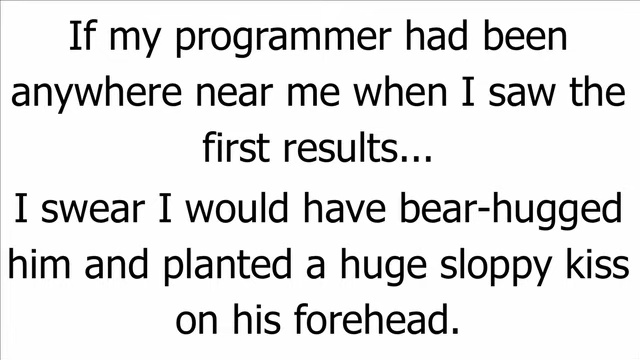 If my programmer had been
anywhere near me when I saw the
first results...
I swear I would have bear-hugged
him and planted a huge sloppy kiss
on his forehead.